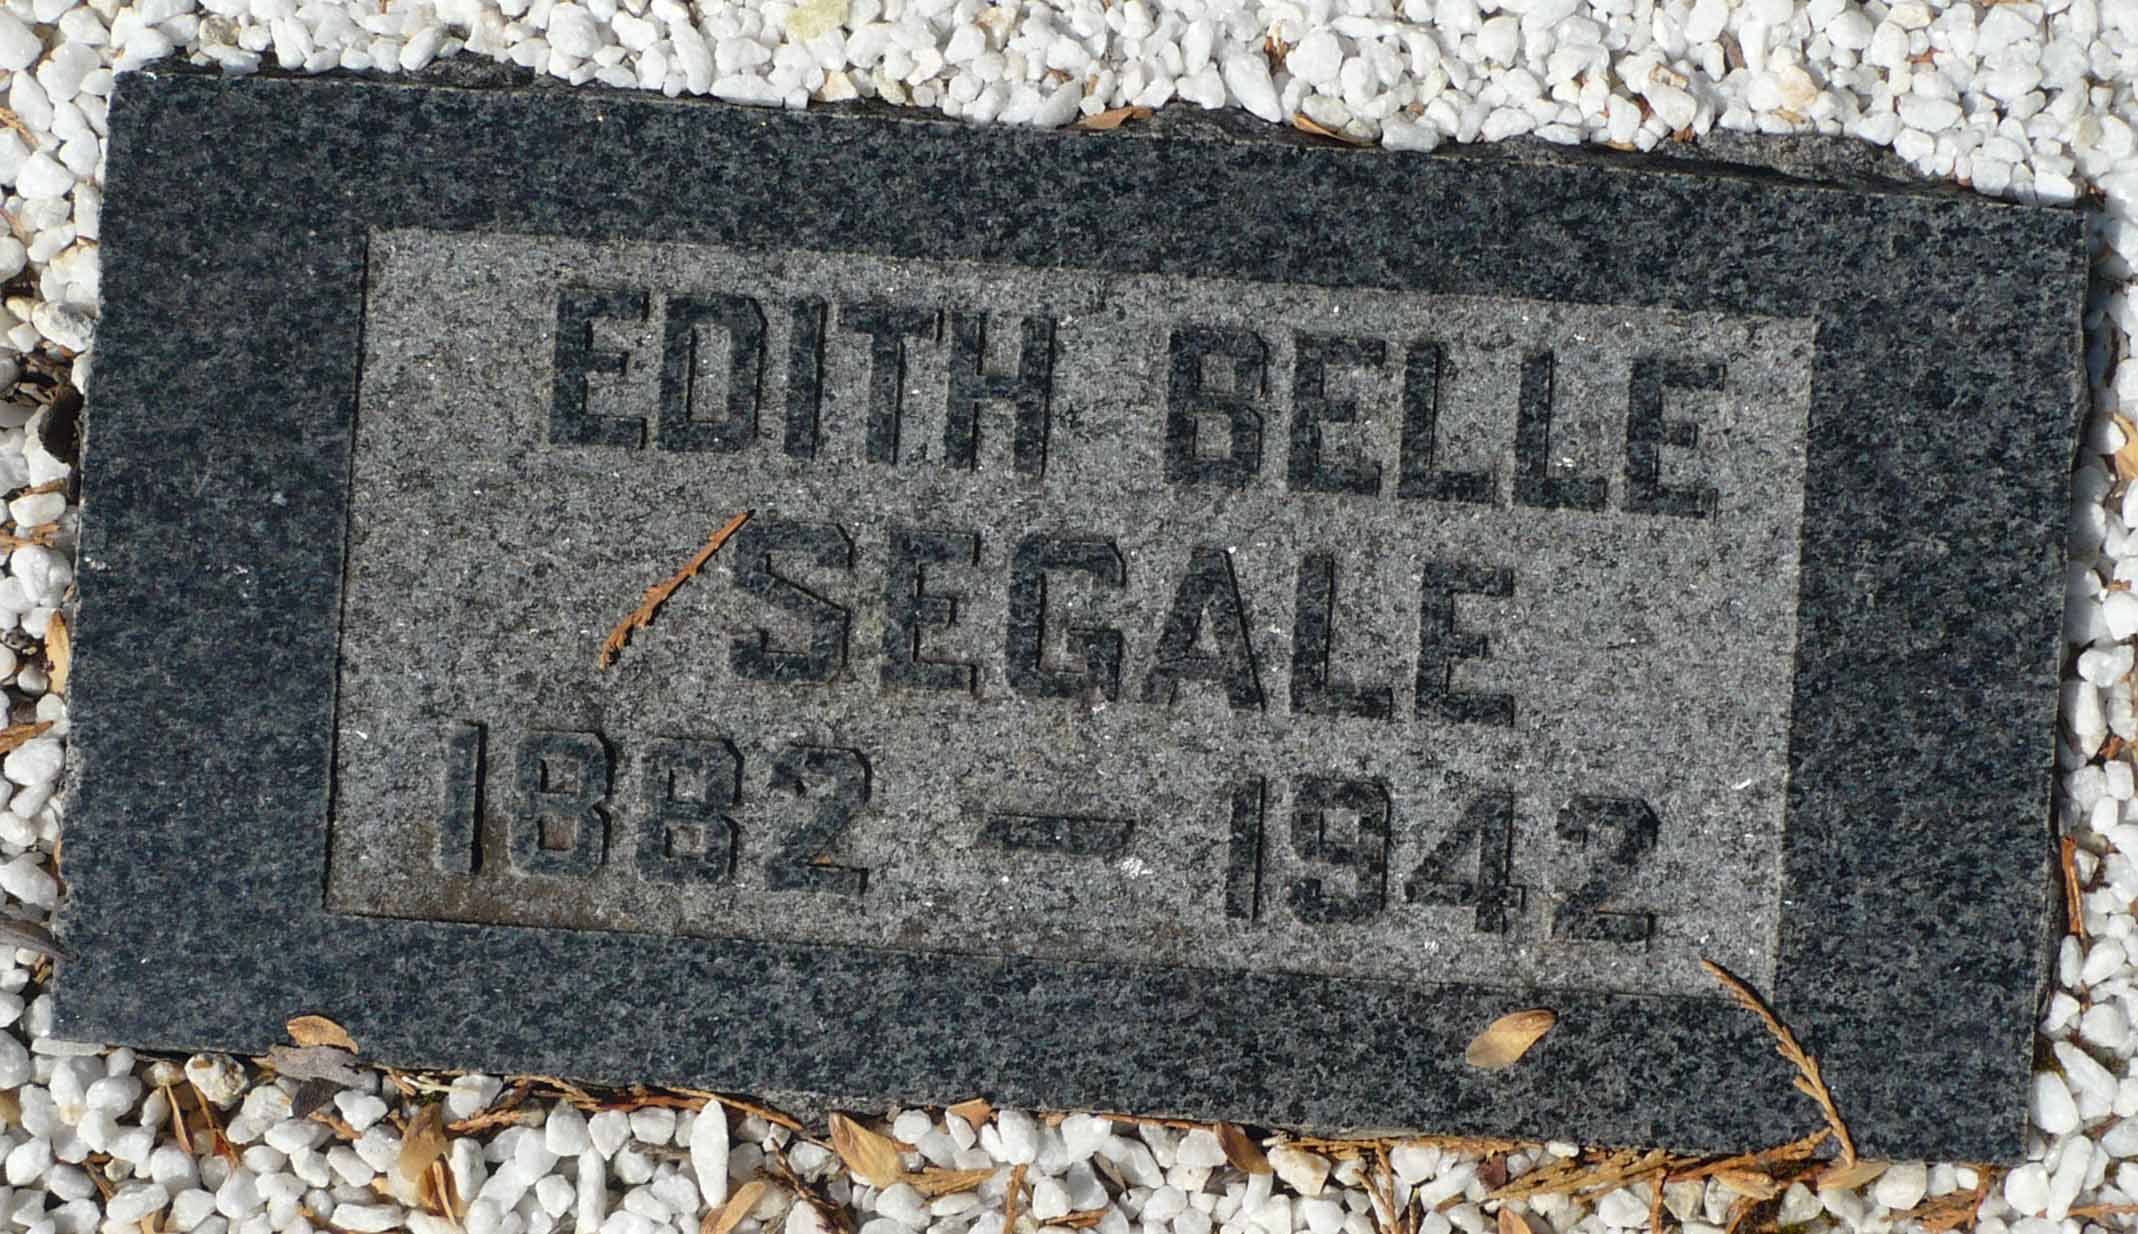 EDITH BELLE
SEGALE
1882 — 1942